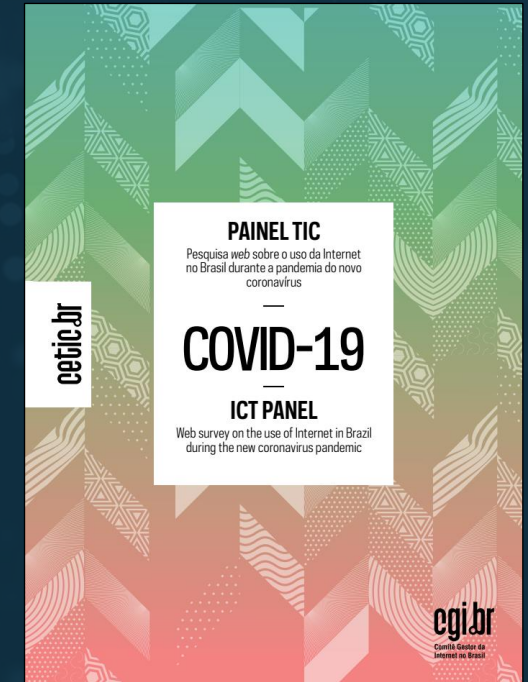 PAINEL TIC
Pesquisa web sobre o uso da Internet
no Brasil durante a pandemia do novo
coronavírus
COVID-19
ICT PANEL
Web survey on the use of Internet in Brazil
during the new coronavirus pandemic
cetic.br
cgi.br
Comitê Gestor da
Internet no Brasil